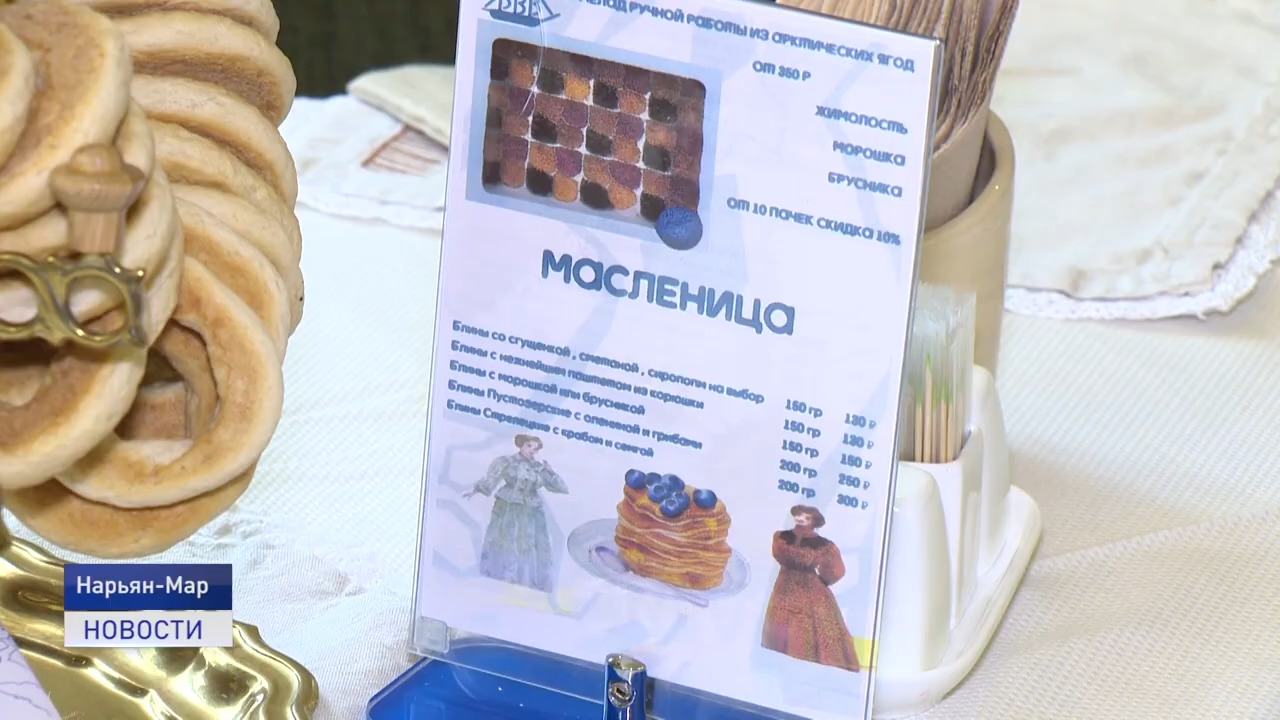 ВВЕ
РУЧНОЙ РАБОТЫ ИЗ АРКТИЧЕСКИХ ЯГОД
ОТ 350 Р
ЖИМОЛОСТЬ
МОРОШКА
БРУСНИКА
ОТ 10 ПАЧЕК СКИДКА 10%
МАСЛЕНИЦА
Блины со сгущенкой , сметаной , сиропом на выбор 150 гр 130 ₽
Блины с нежнейшим паштетом из корюшки 150 гр 130 ₽
Блины с морошкой или брусникой 150 гр 150 ₽
Блины Пустозерские с олениной и грибами 200 гр 250 ₽
Блины Стрелецкие с крабом и семгой 200 гр 300 ₽
Нарьян-Мар
НОВОСТИ